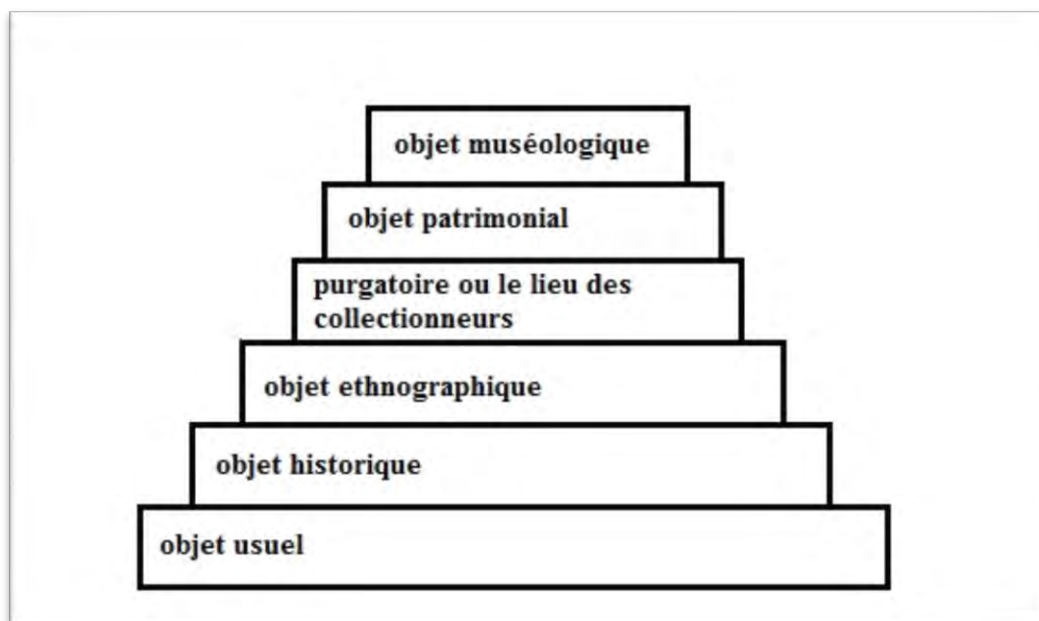 objet muséologique
objet patrimonial
purgatoire ou le lieu des
collectionneurs
objet ethnographique
objet historique
objet usuel